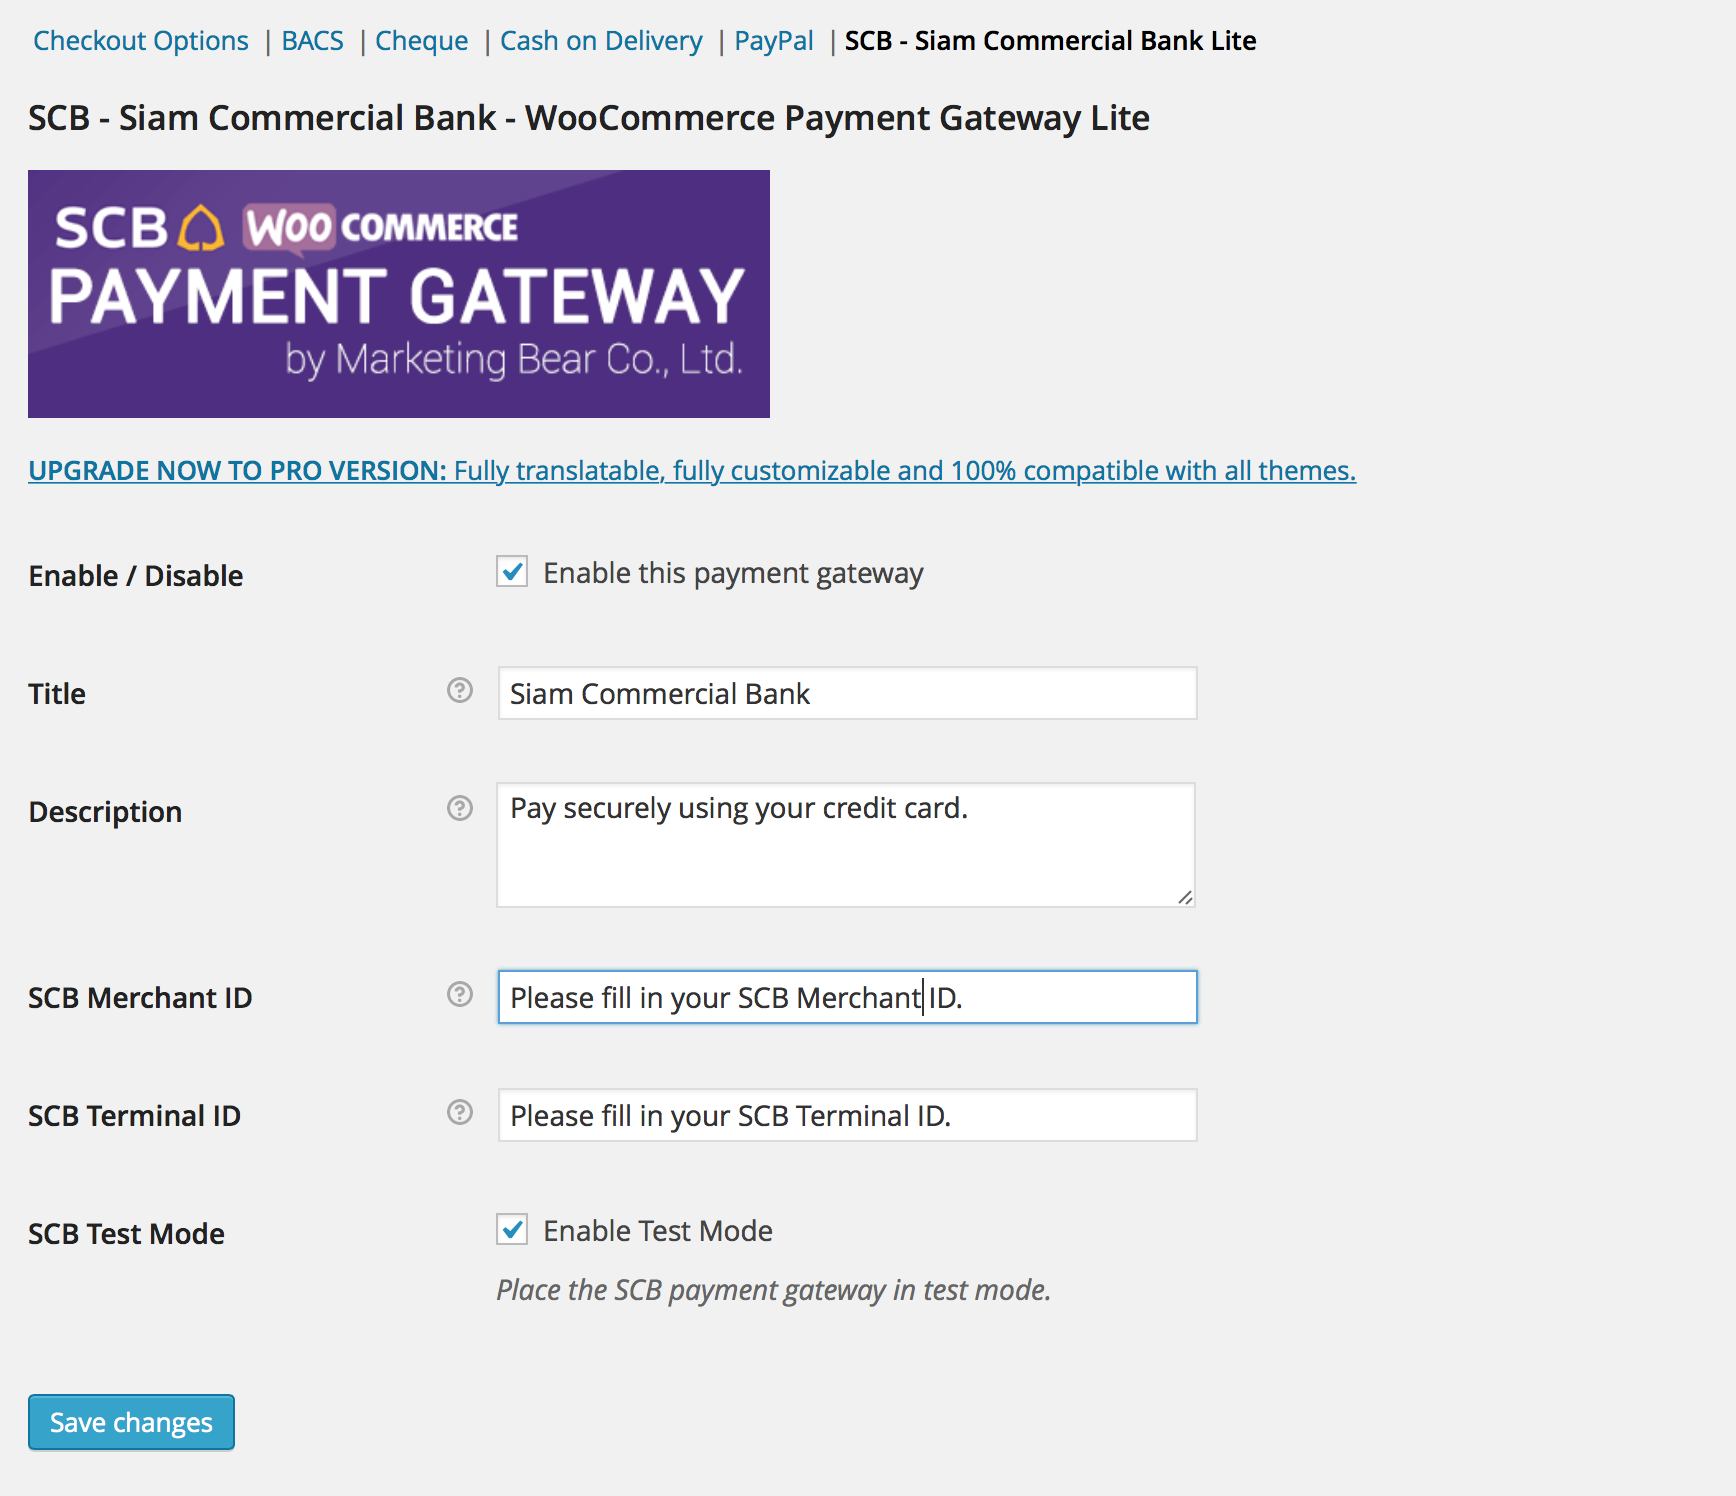 Checkout Options | BACS | Cheque | Cash on Delivery | PayPal | SCB - Siam Commercial Bank Lite
SCB - Siam Commercial Bank - WooCommerce Payment Gateway Lite
SCB WOO COMMERCE
PAYMENT GATEWAY
by Marketing Bear Co., Ltd.
UPGRADE NOW TO PRO VERSION: Fully translatable, fully customizable and 100% compatible with all themes.
Enable / Disable Enable this payment gateway
Title ? Siam Commercial Bank
Description ? Pay securely using your credit card.
SCB Merchant ID ? Please fill in your SCB Merchant ID.
SCB Terminal ID ? Please fill in your SCB Terminal ID.
SCB Test Mode Enable Test Mode
Place the SCB payment gateway in test mode.
Save changes